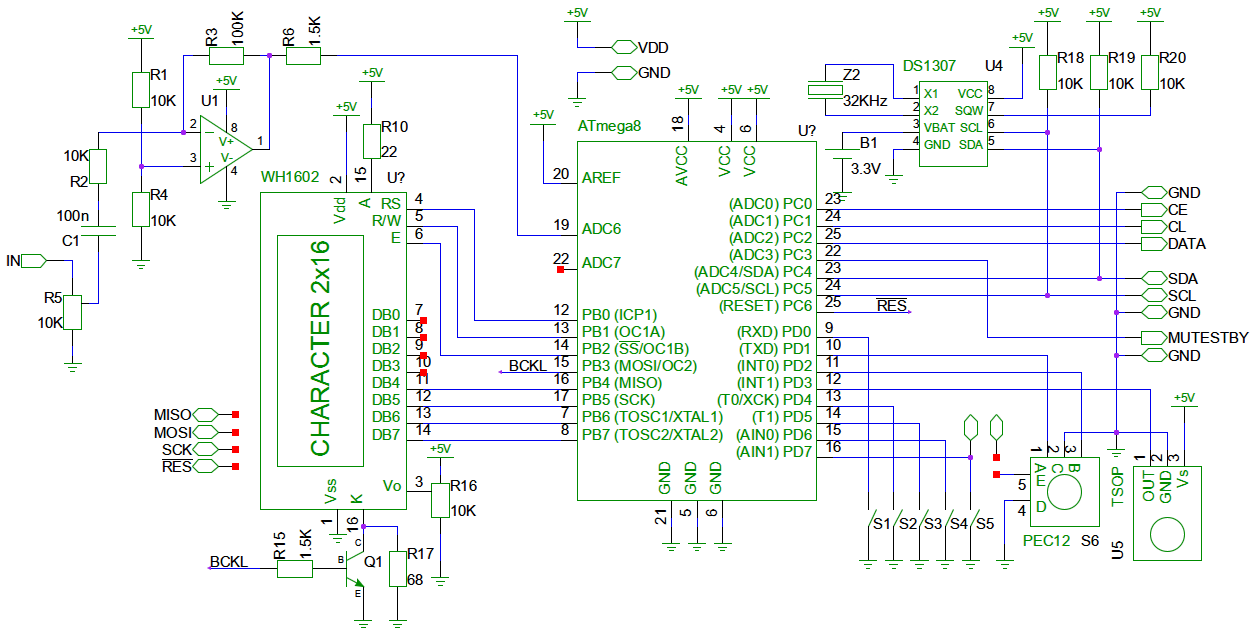 +5V
R3
100K
R6
1.5K
+5V
R1
10K
+5V
U1
2
8
V+
V-
1
3
4
10K
R2
R4
10K
100n
C1
IN
R5
10K
+5V
+5V
R10
22
WH1602
U?
2
15
Vdd
A
RS 4
R/W 5
E 6
CHARACTER 2x16
DB0 7
DB1 8
DB2 9
DB3 10
DB4 11
DB5 12
DB6 13
DB7 14
Vss
K
Vo 3
1
16
+5V
R16
10K
MISO
MOSI
SCK
RES
BCKL
R15
1.5K
C
B
E
Q1
R17
68
+5V
VDD
GND
+5V
ATmega8
+5V
+5V
+5V
U?
18
4
6
AVCC
VCC
VCC
20 AREF
19 ADC6
22 ADC7
12 PB0 (ICP1)
13 PB1 (OC1A)
14 PB2 (SS/OC1B)
BCKL 15 PB3 (MOSI/OC2)
16 PB4 (MISO)
17 PB5 (SCK)
7 PB6 (TOSC1/XTAL1)
8 PB7 (TOSC2/XTAL2)
(ADC0) PC0 23
(ADC1) PC1 24
(ADC2) PC2 25
(ADC3) PC3 22
(ADC4/SDA) PC4 23
(ADC5/SCL) PC5 24
(RESET) PC6 25
RES
(RXD) PD0 9
(TXD) PD1 10
(INT0) PD2 11
(INT1) PD3 12
(T0/XCK) PD4 13
(T1) PD5 14
(AIN0) PD6 15
(AIN1) PD7 16
GND
GND
GND
21
5
6
Z2
32KHz
DS1307
U4
+5V
1 X1
2 X2
3 VBAT
4 GND
VCC 8
SQW 7
SCL 6
SDA 5
B1
3.3V
+5V
+5V
+5V
R18
10K
R19
10K
R20
10K
GND
CE
CL
DATA
SDA
SCL
GND
MUTESTBY
GND
S1
S2
S3
S4
S5
1
2
3
A
C
B
5 E
4 D
PEC12
S6
+5V
TSOP
1
2
3
OUT
GND
Vs
U5